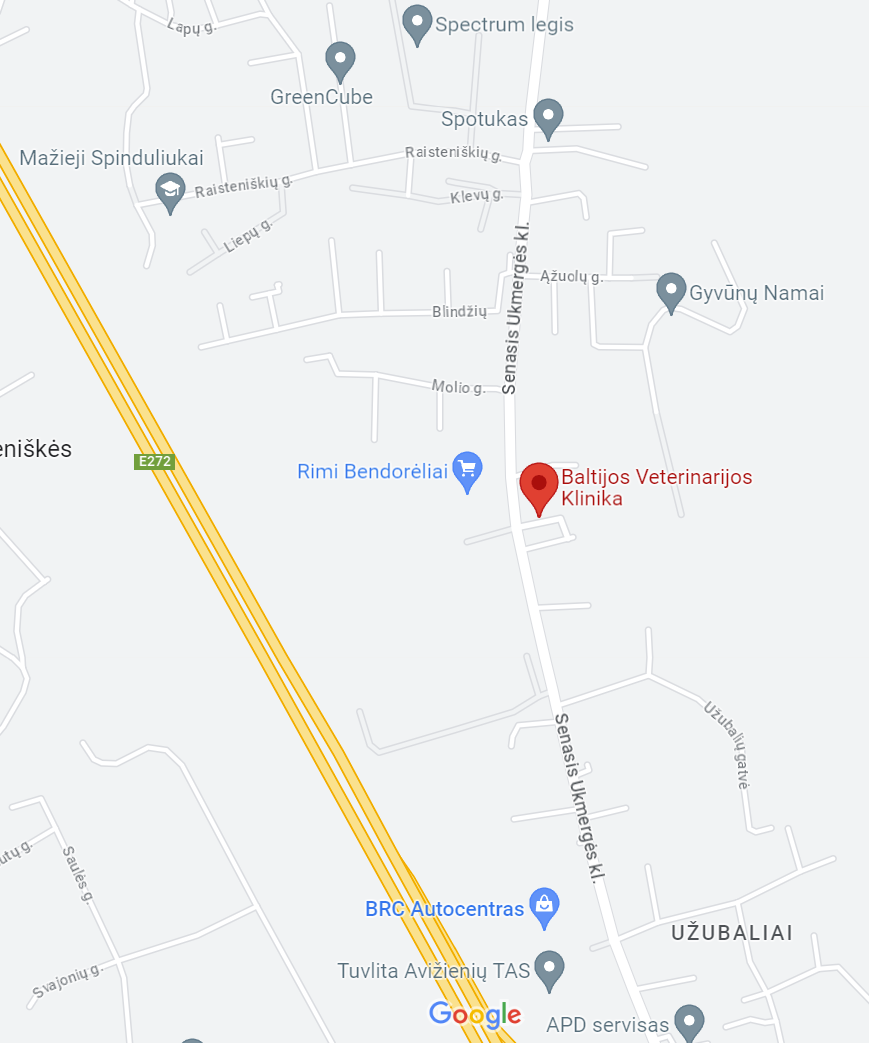 Lapų g.
Spectrum legis
GreenCube
Spotukas
Mažieji Spinduliukai
Raisteniškių g.
Raisteniškių g.
Klevų g.
Liepų g.
Senasis Ukmergės kl.
Ąžuolų g.
Gyvūnų Namai
Blindžių
Molio g.
eniškės
E272
Rimi Bendorėliai
Baltijos Veterinarijos
Klinika
Užubalių gatvė
Senasis Ukmergės kl.
utų g.
Saulės g.
BRC Autocentras
UŽUBALIAI
Svajonių g.
Tuvlita Avižienių TAS
Google
APD servisas